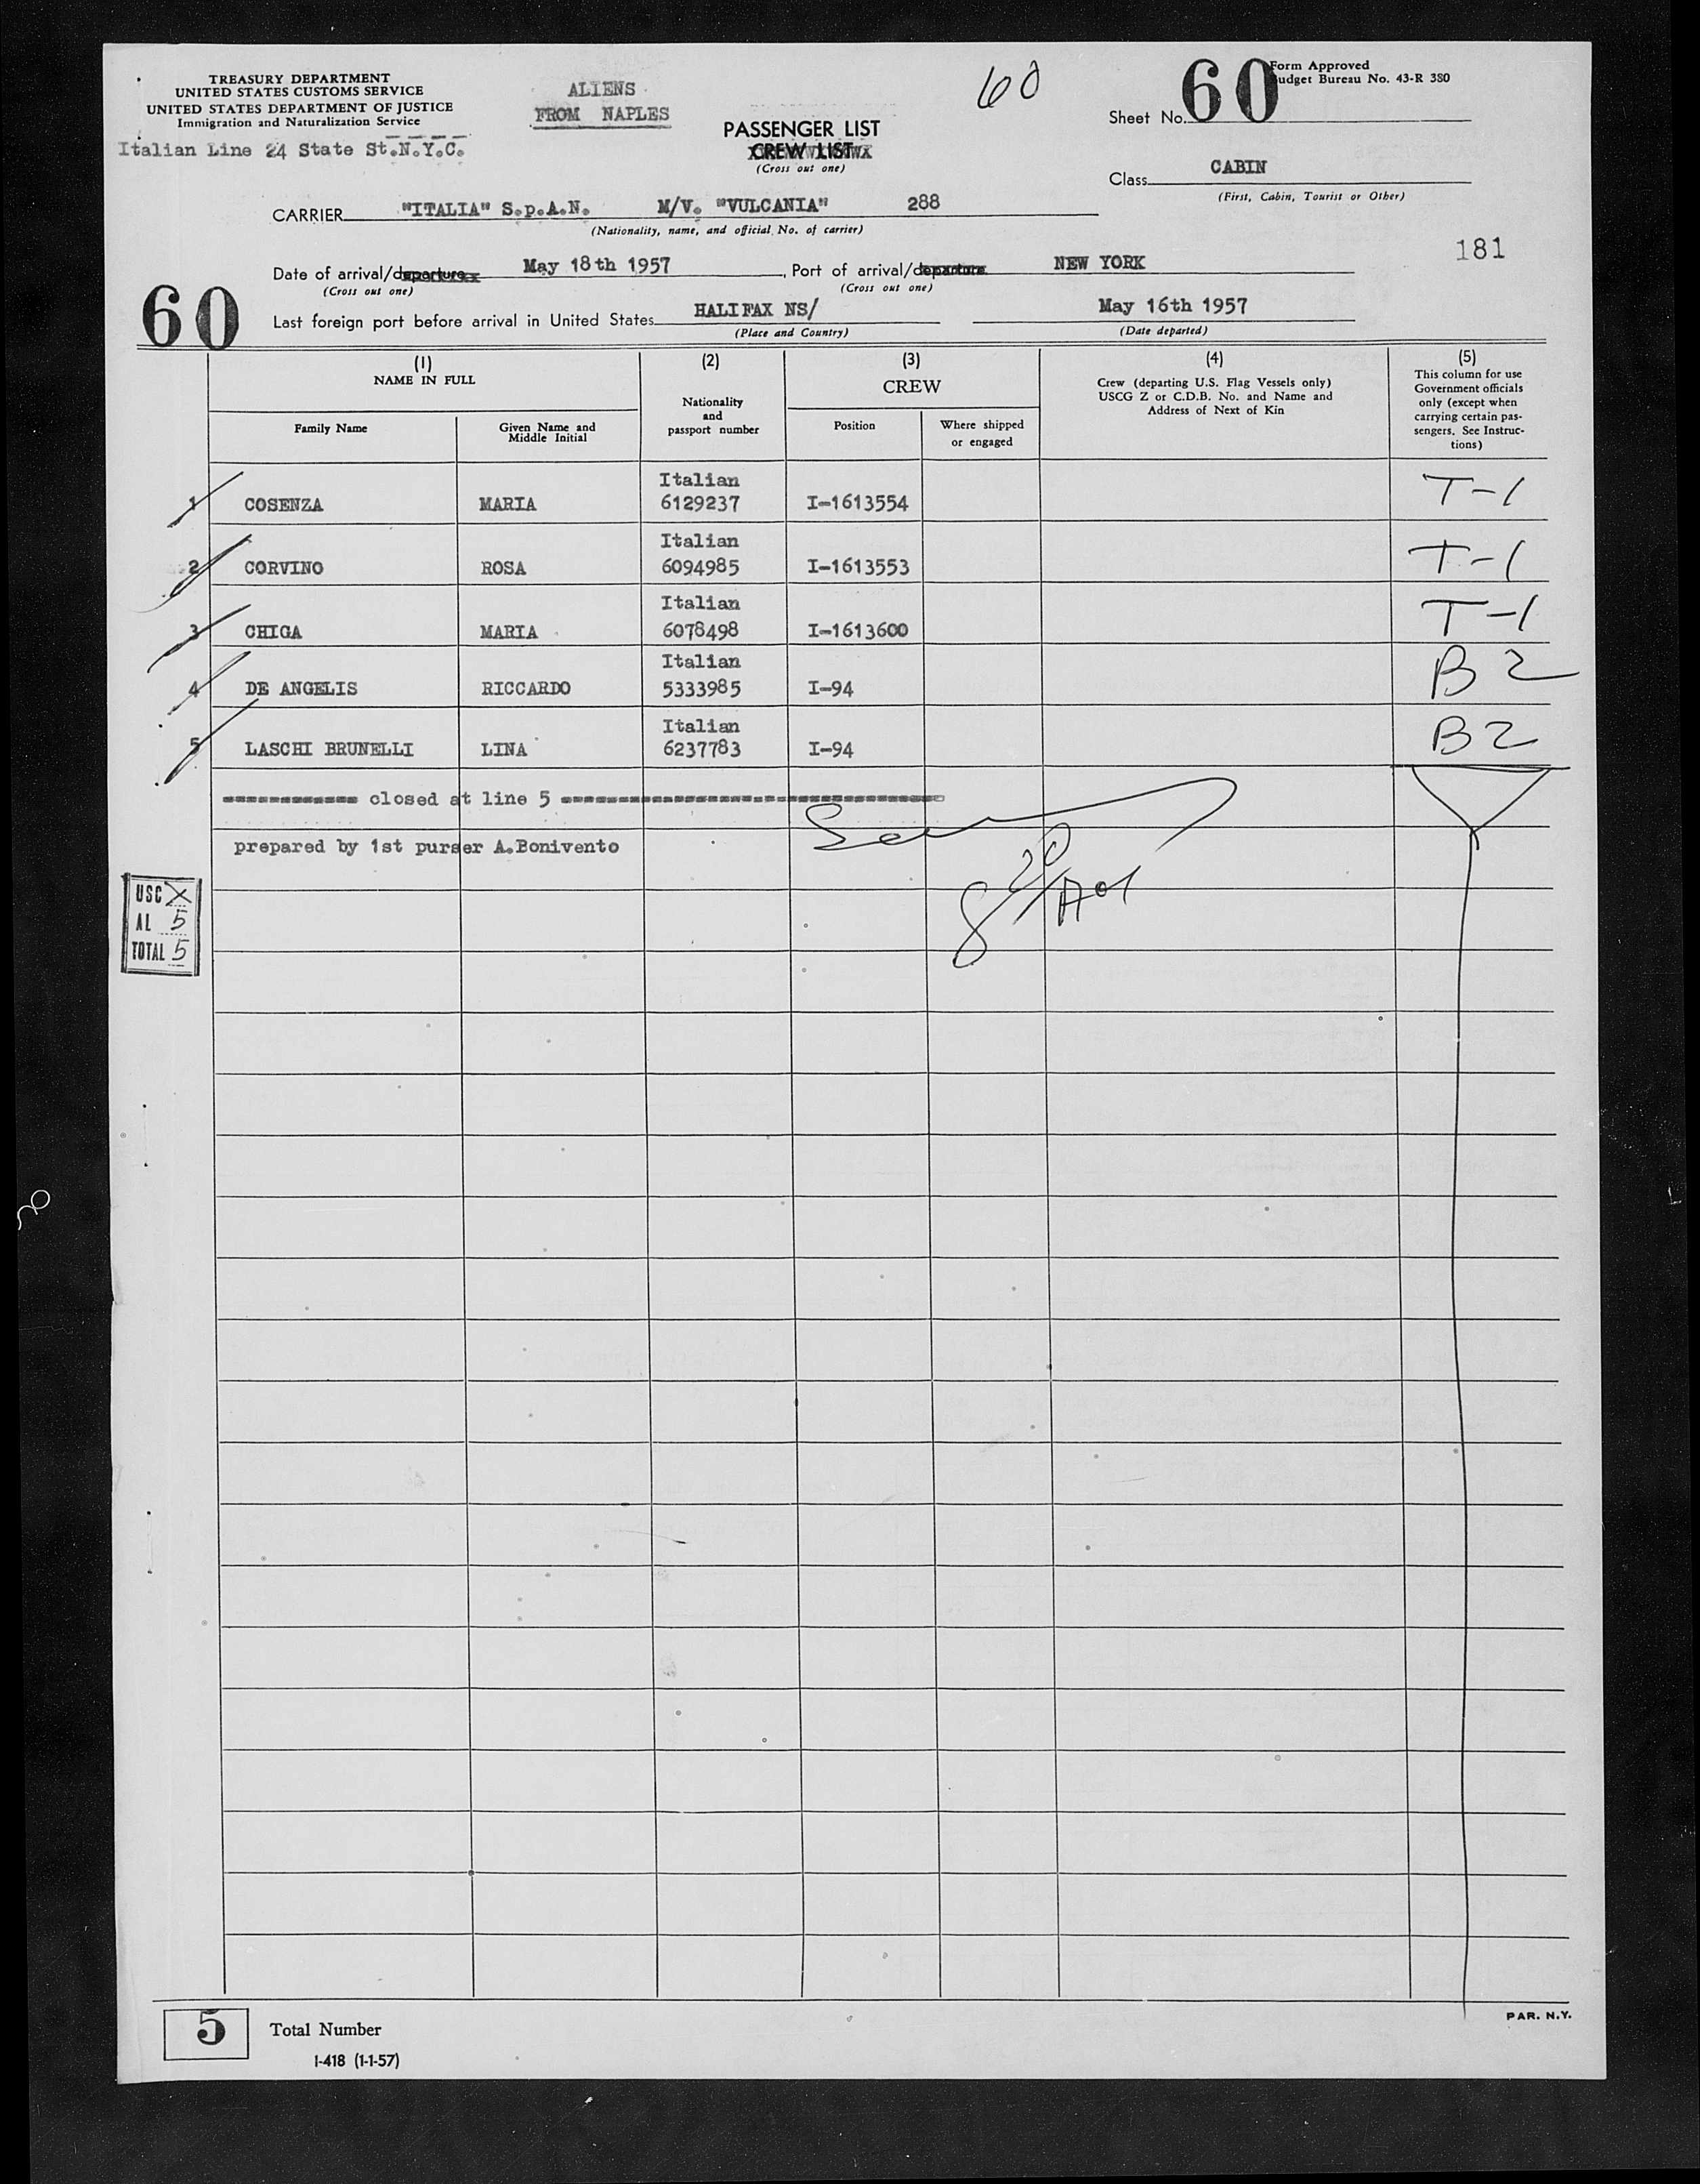 TREASURY DEPARTMENT
UNITED STATES CUSTOMS SERVICE
UNITED STATES DEPARTMENT OF JUSTICE
Immigration and Naturalization Service
Italian Line 24 State St.N.Y.C.
ALIENS
FROM NAPLES
60
PASSENGER LIST
CREW LIST
(Cross out one)
Form Approved
Budget Bureau No. 43-R 380
Sheet No. 60
Class CABIN
(First, Cabin, Tourist or Other)
CARRIER "ITALIA" S.p.A.N. M/V. "VULCANIA" 288
(Nationality, name, and official No. of carrier)
181
Date of arrival/departure May 18th 1957, Port of arrival/departure NEW YORK
(Cross out one) (Cross out one)
60
Last foreign port before arrival in United States HALIFAX NS/ May 16th 1957
(Place and Country) (Date departed)
(1) (2) (3) (4) (5)
NAME IN FULL
Family Name
Given Name and
Middle Initial
Nationality
and
passport number
CREW
Position
Where shipped
or engaged
Crew (departing U.S. Flag Vessels only)
USCG Z or C.D.B. No. and Name and
Address of Next of Kin
This column for use
Government officials
only (except when
carrying certain pas-
sengers. See Instruc-
tions)
Italian
1 COSENZA MARIA 6129237 I-1613554 T-1
Italian
2 CORVINO ROSA 6094985 I-1613553 T-1
Italian
3 CHIGA MARIA 6078498 I-1613600 T-1
Italian
4 DE ANGELIS RICCARDO 5333985 I-94 B2
Italian
5 LASCHI BRUNELLI LINA 6237783 I-94 B2
closed at line 5
prepared by 1st purser A.Bonivento
USC X
AL 5
TOTAL 5
5 Total Number
I-418 (1-1-57)
PAR. N.Y.